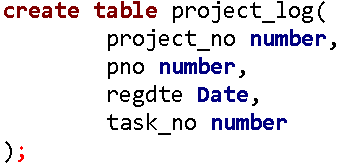 create table project_log(
        project_no number,
        pno number,
        regdte Date,
        task_no number
);